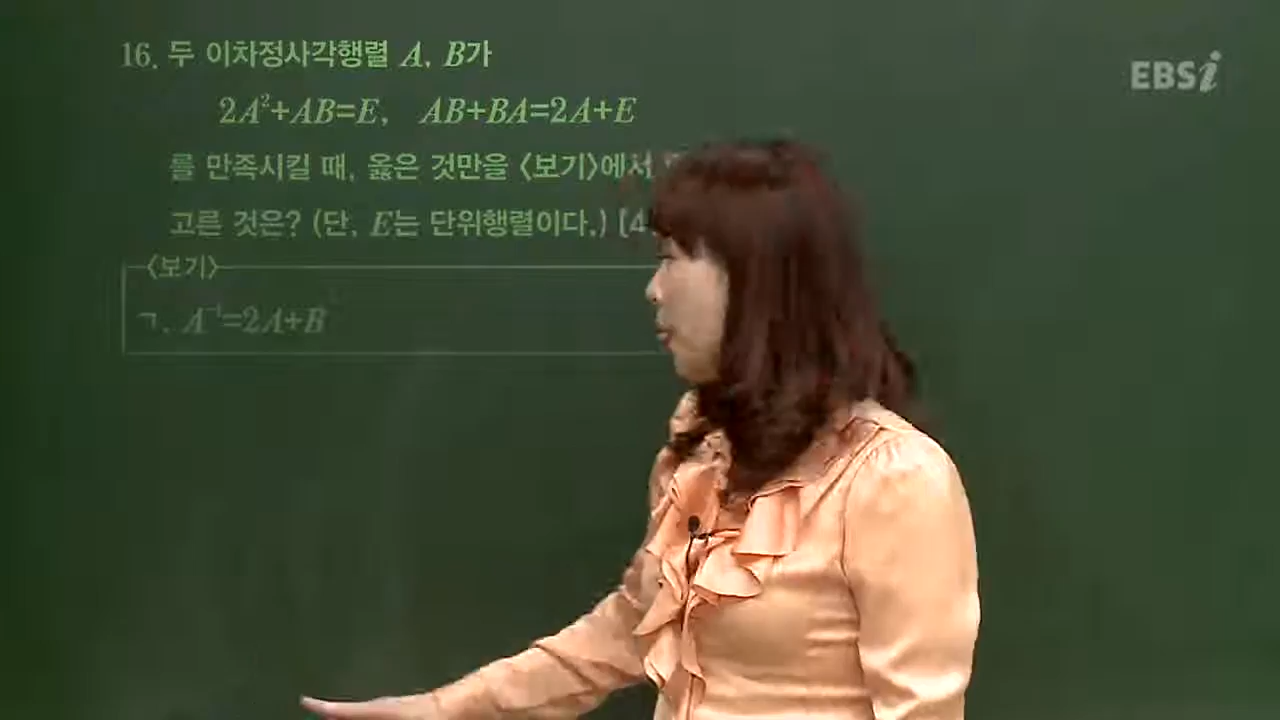 16. 두 이차정사각행렬 A, B가
EBSi
2A²+AB=E, AB+BA=2A+E
를 만족시킬 때, 옳은 것만을 <보기>에서
고른 것은? (단, E는 단위행렬이다.) [4
<보기>
ㄱ. A⁻¹=2A+B